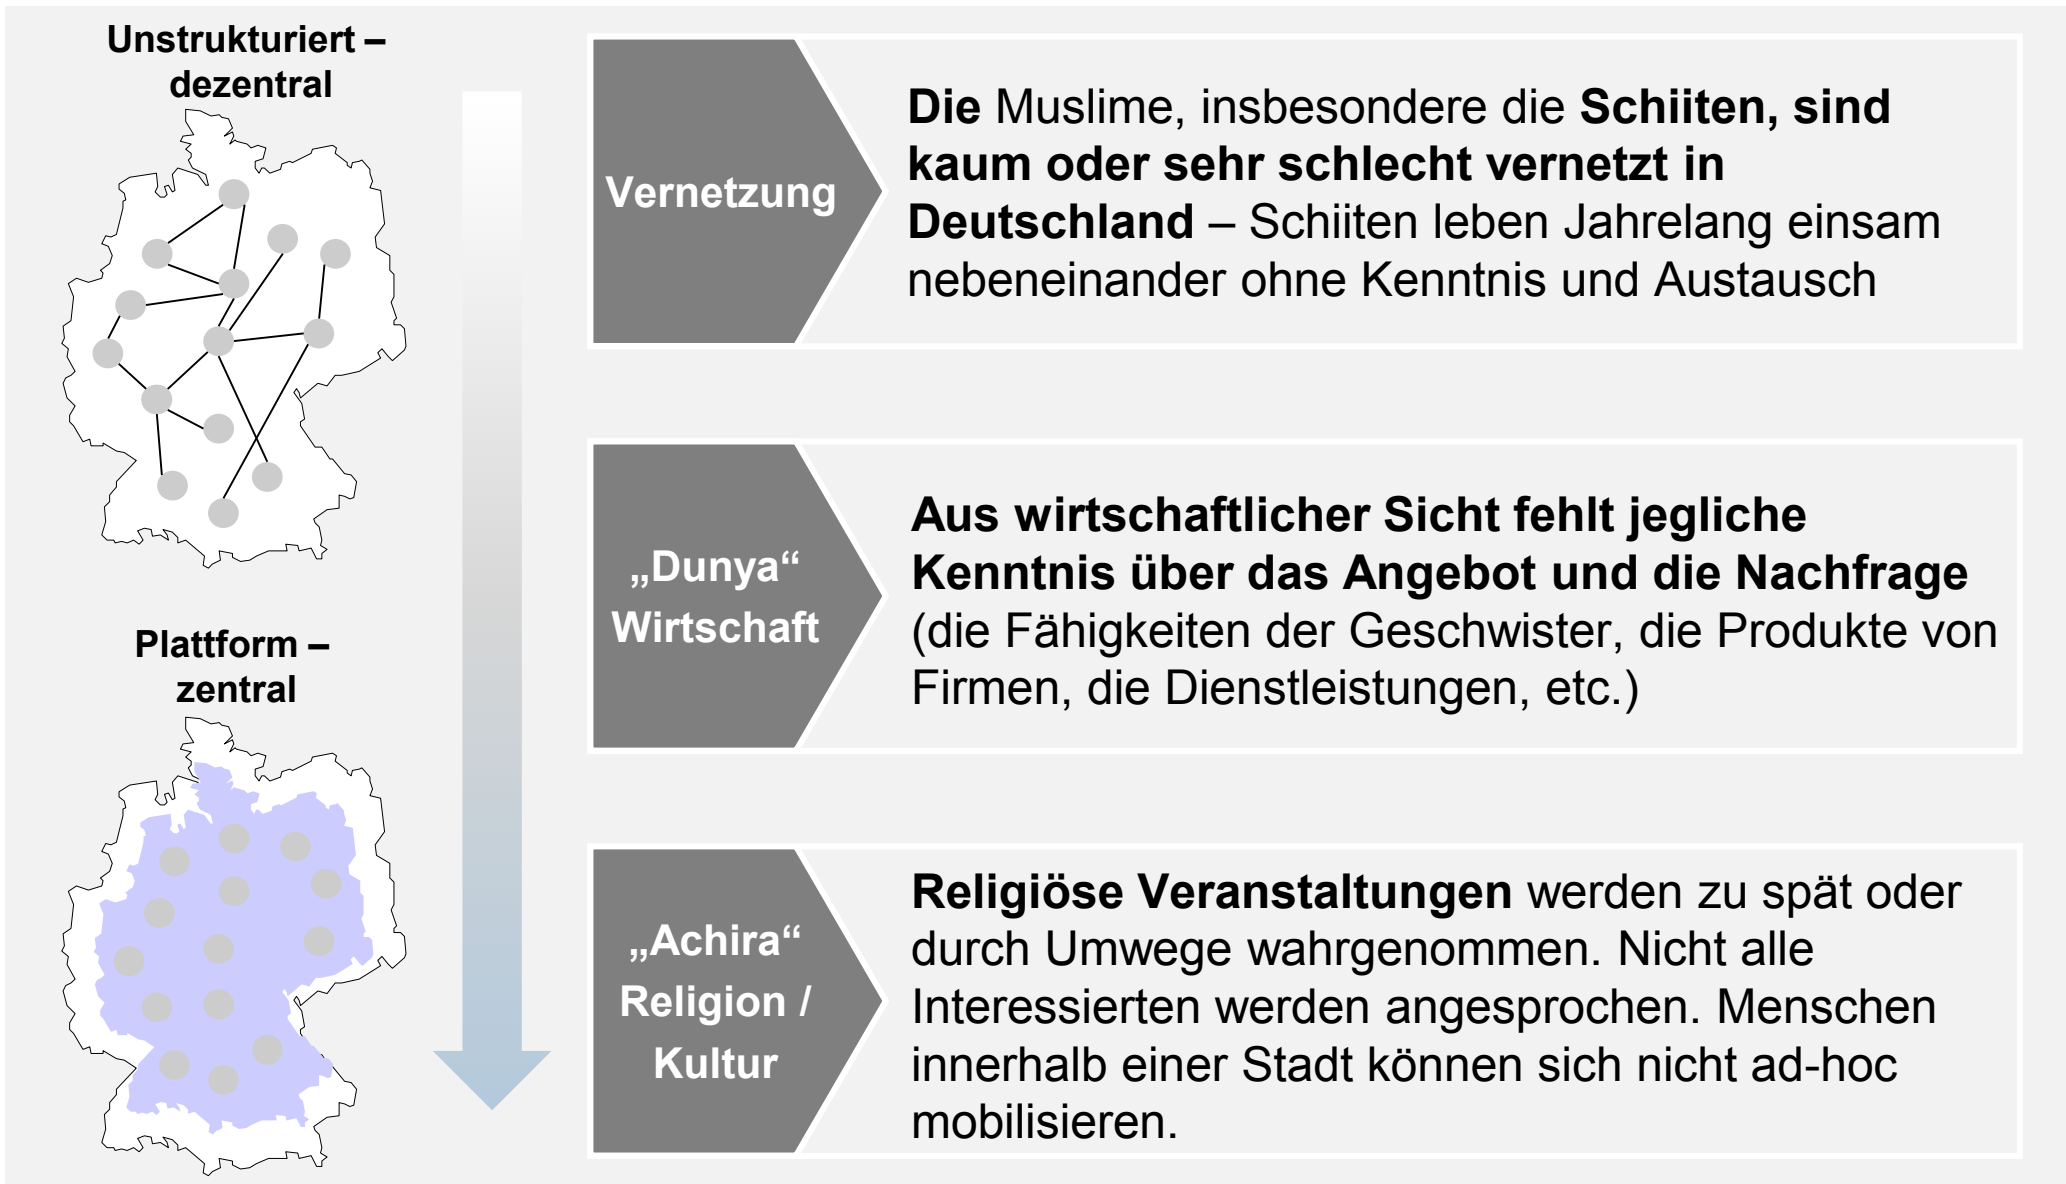 Unstrukturiert –
dezentral
Plattform –
zentral
Vernetzung
Die Muslime, insbesondere die Schiiten, sind
kaum oder sehr schlecht vernetzt in
Deutschland – Schiiten leben Jahrelang einsam
nebeneinander ohne Kenntnis und Austausch
„Dunya“
Wirtschaft
Aus wirtschaftlicher Sicht fehlt jegliche
Kenntnis über das Angebot und die Nachfrage
(die Fähigkeiten der Geschwister, die Produkte von
Firmen, die Dienstleistungen, etc.)
„Achira“
Religion /
Kultur
Religiöse Veranstaltungen werden zu spät oder
durch Umwege wahrgenommen. Nicht alle
Interessierten werden angesprochen. Menschen
innerhalb einer Stadt können sich nicht ad-hoc
mobilisieren.